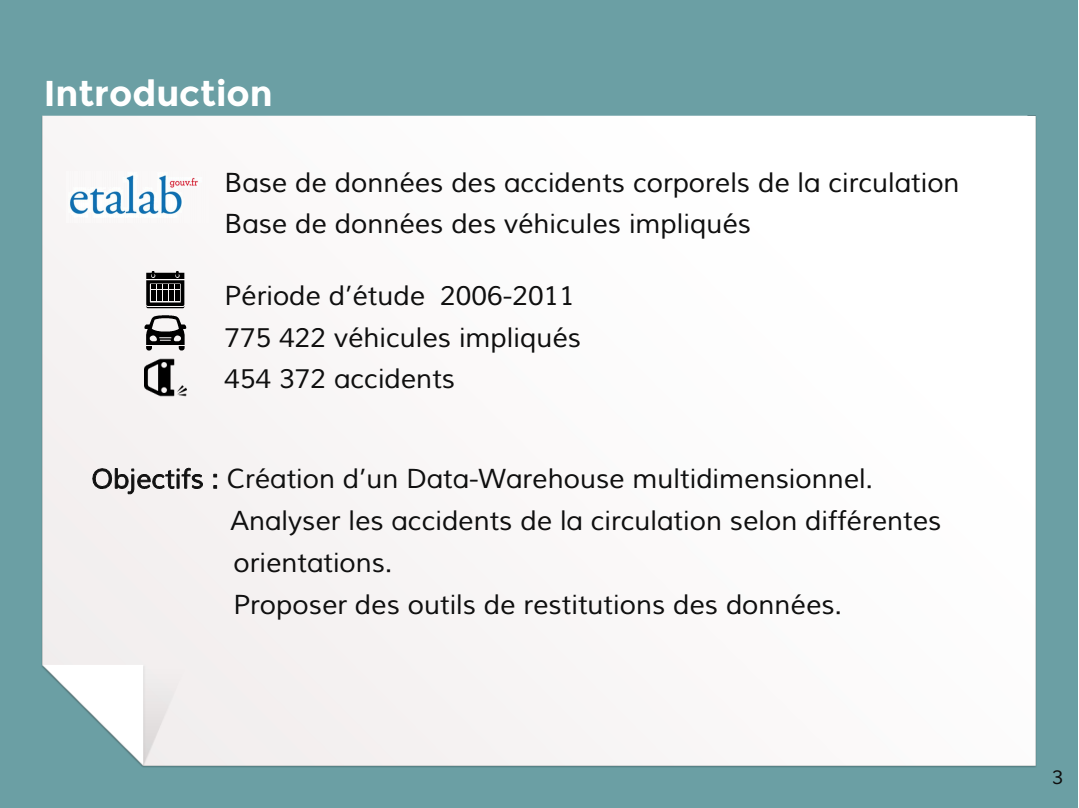 Introduction
etalab gouv.fr
Base de données des accidents corporels de la circulation
Base de données des véhicules impliqués
Période d’étude 2006-2011
775 422 véhicules impliqués
454 372 accidents
Objectifs : Création d’un Data-Warehouse multidimensionnel.
Analyser les accidents de la circulation selon différentes
orientations.
Proposer des outils de restitutions des données.
3